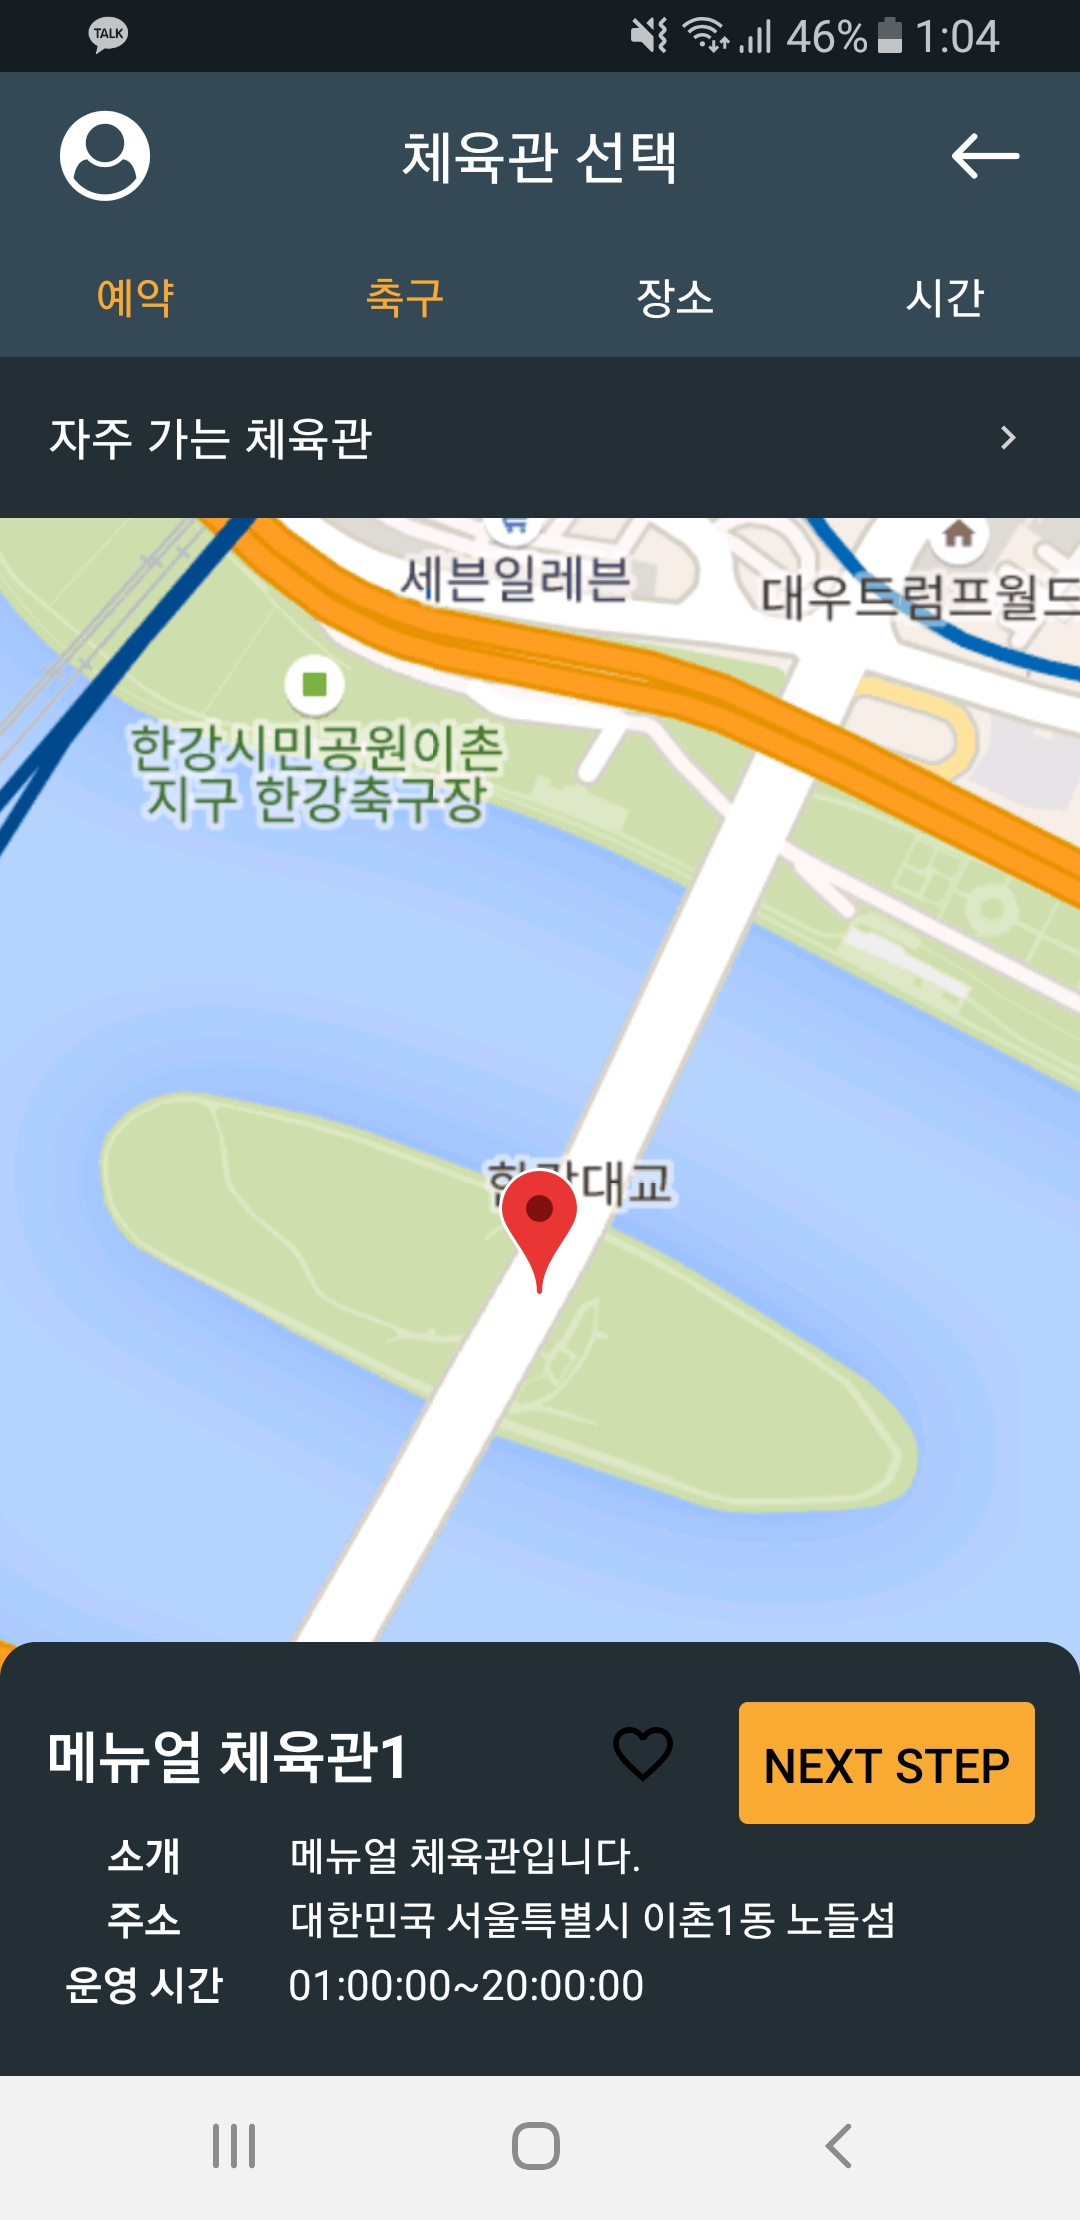 TALK
46% 1:04
체육관 선택
예약 축구 장소 시간
자주 가는 체육관
세븐일레븐
대우트럼프월드
한강시민공원이촌
지구 한강축구장
한강대교
메뉴얼 체육관1
NEXT STEP
소개 메뉴얼 체육관입니다.
주소 대한민국 서울특별시 이촌1동 노들섬
운영 시간 01:00:00~20:00:00